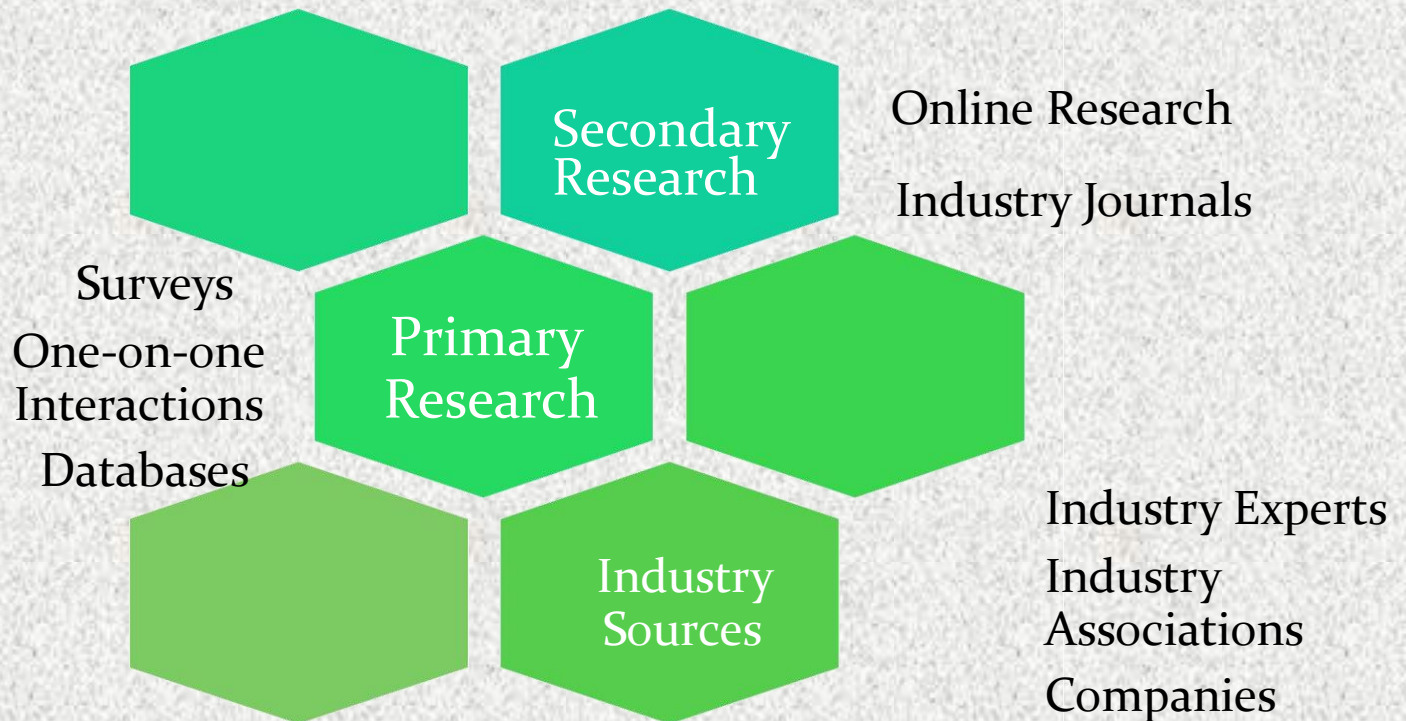 Secondary
Research
Online Research
Industry Journals
Surveys
One-on-one
Interactions
Databases
Primary
Research
Industry
Sources
Industry Experts
Industry
Associations
Companies